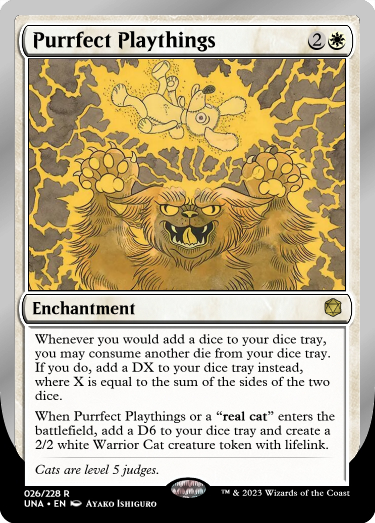 Purrfect Playthings 2
Enchantment
Whenever you would add a dice to your dice tray,
you may consume another die from your dice tray.
If you do, add a DX to your dice tray instead,
where X is equal to the sum of the sides of the two
dice.
When Purrfect Playthings or a “real cat” enters the
battlefield, add a D6 to your dice tray and create a
2/2 white Warrior Cat creature token with lifelink.
Cats are level 5 judges.
026/228 R
UNA • EN Ayako Ishiguro
™ & © 2023 Wizards of the Coast